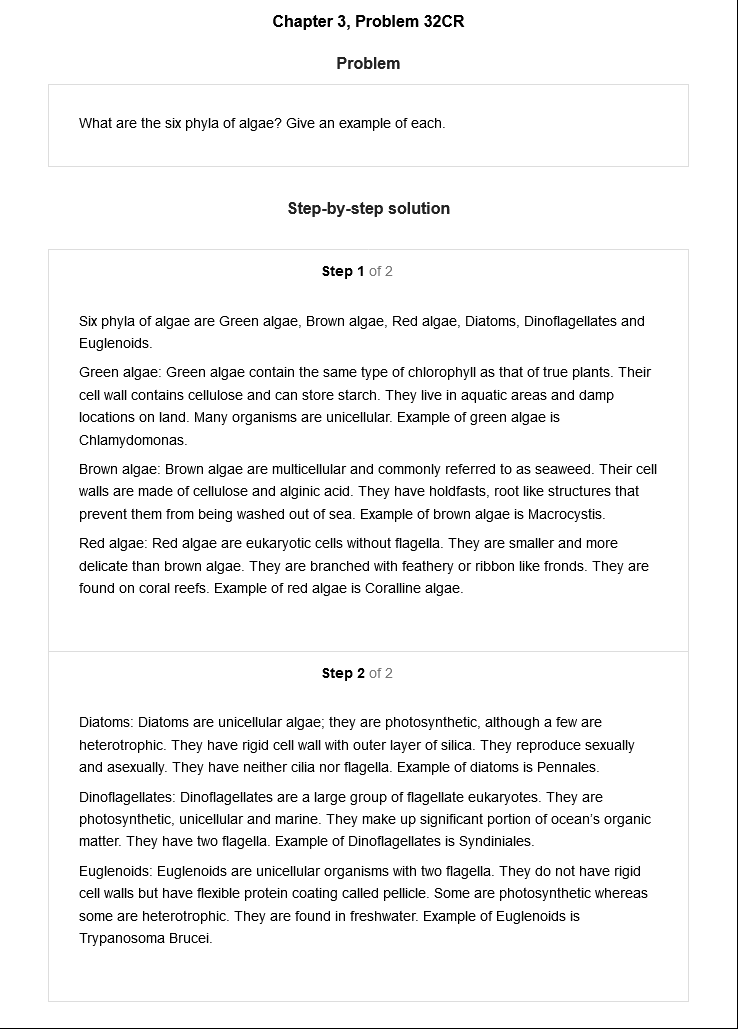 Chapter 3, Problem 32CR
Problem
What are the six phyla of algae? Give an example of each.
Step-by-step solution
Step 1 of 2
Six phyla of algae are Green algae, Brown algae, Red algae, Diatoms, Dinoflagellates and
Euglenoids.
Green algae: Green algae contain the same type of chlorophyll as that of true plants. Their
cell wall contains cellulose and can store starch. They live in aquatic areas and damp
locations on land. Many organisms are unicellular. Example of green algae is
Chlamydomonas.
Brown algae: Brown algae are multicellular and commonly referred to as seaweed. Their cell
walls are made of cellulose and alginic acid. They have holdfasts, root like structures that
prevent them from being washed out of sea. Example of brown algae is Macrocystis.
Red algae: Red algae are eukaryotic cells without flagella. They are smaller and more
delicate than brown algae. They are branched with feathery or ribbon like fronds. They are
found on coral reefs. Example of red algae is Coralline algae.
Step 2 of 2
Diatoms: Diatoms are unicellular algae; they are photosynthetic, although a few are
heterotrophic. They have rigid cell wall with outer layer of silica. They reproduce sexually
and asexually. They have neither cilia nor flagella. Example of diatoms is Pennales.
Dinoflagellates: Dinoflagellates are a large group of flagellate eukaryotes. They are
photosynthetic, unicellular and marine. They make up significant portion of ocean's organic
matter. They have two flagella. Example of Dinoflagellates is Syndiniales.
Euglenoids: Euglenoids are unicellular organisms with two flagella. They do not have rigid
cell walls but have flexible protein coating called pellicle. Some are photosynthetic whereas
some are heterotrophic. They are found in freshwater. Example of Euglenoids is
Trypanosoma Brucei.